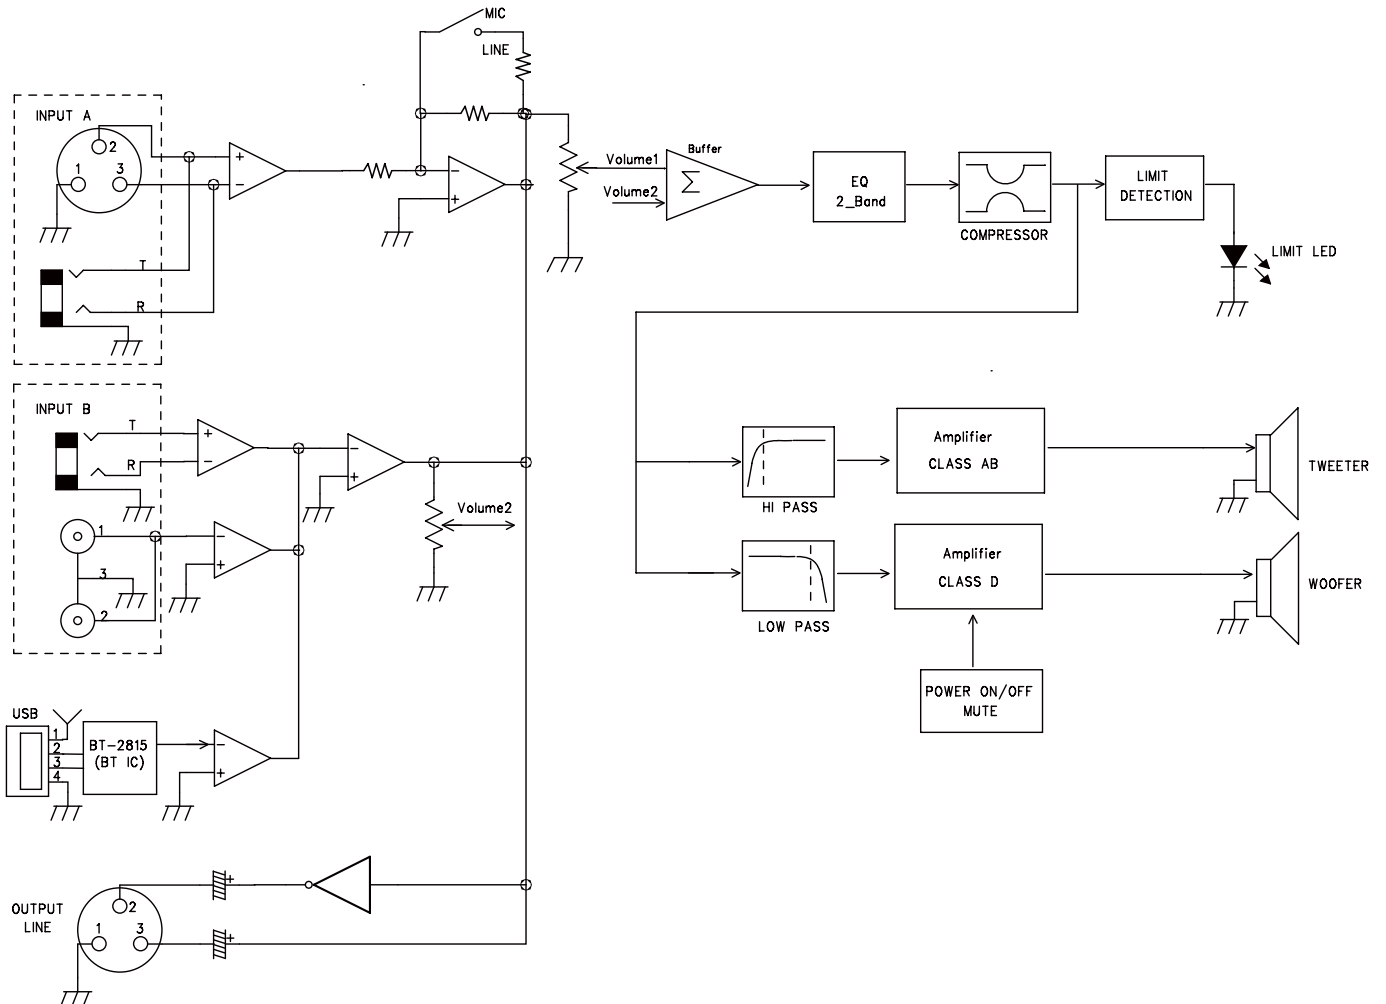 MIC
LINE
INPUT A
2
1
3
+
−
T
R
−
+
Volume1
Volume2
Buffer
Σ
EQ
2_Band
COMPRESSOR
LIMIT
DETECTION
LIMIT LED
INPUT B
T
R
+
−
−
+
Volume2
1
3
2
−
+
HI PASS
Amplifier
CLASS AB
TWEETER
LOW PASS
Amplifier
CLASS D
WOOFER
POWER ON/OFF
MUTE
USB
1
2
3
4
BT-2815
(BT IC)
−
+
OUTPUT
LINE
2
1
3
+
+